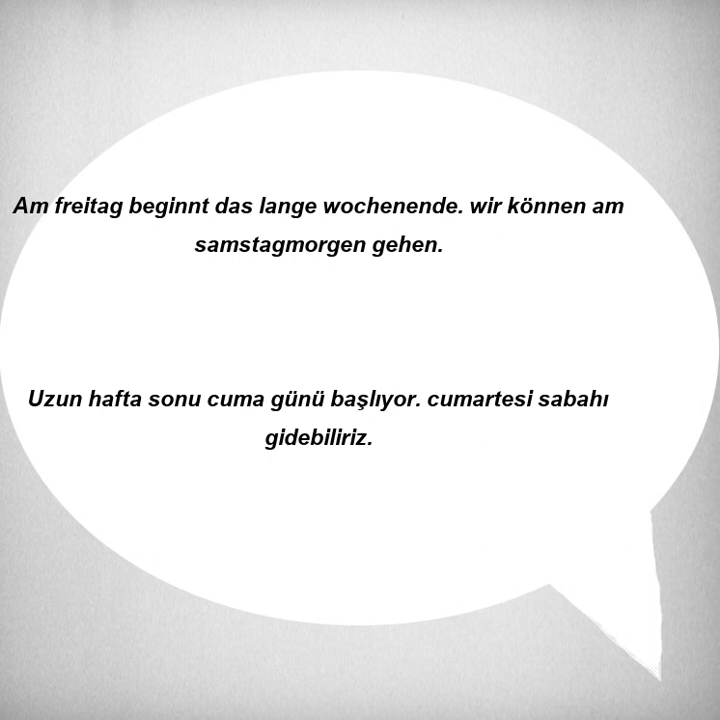 Am freitag beginnt das lange wochenende. wir können am
samstagmorgen gehen.
Uzun hafta sonu cuma günü başlıyor. cumartesi sabahı
gidebiliriz.